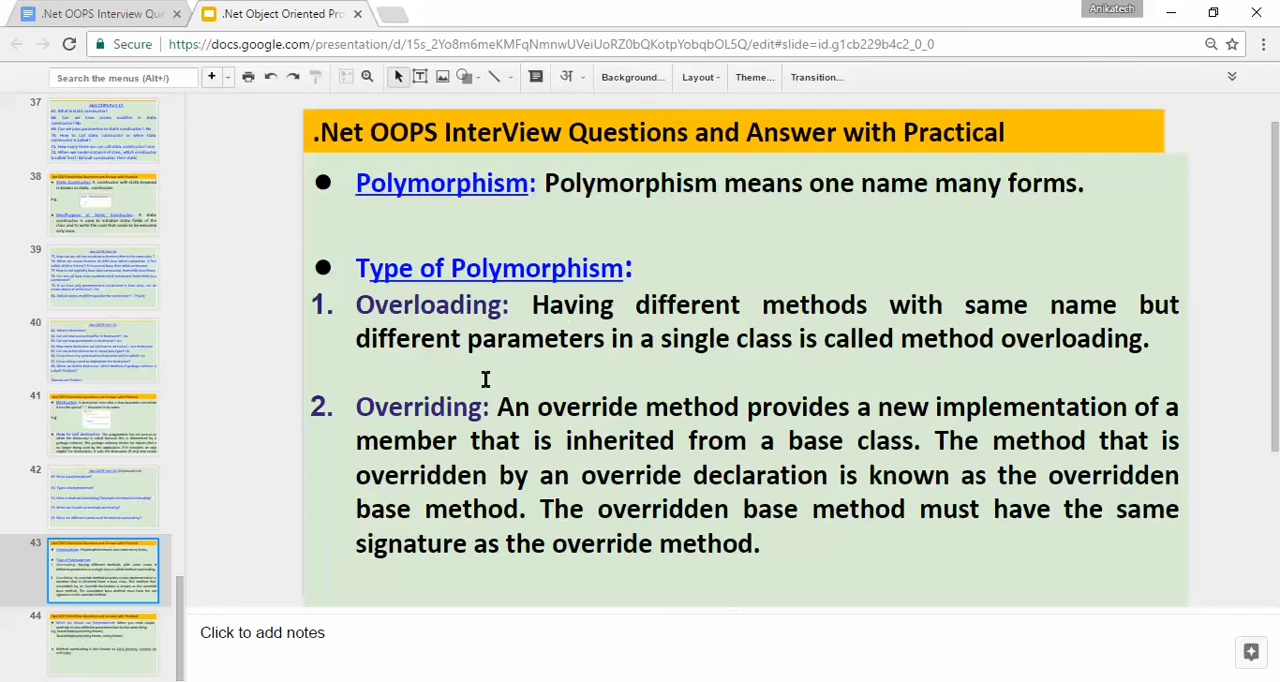 .Net OOPS Interview Que
.Net Object Oriented Pro
Anikatech
Secure
https://docs.google.com/presentation/d/15s_2Yo8m6meKMFqNmnwUVeiUoRZ0bQKotpYobqbOL5Q/edit#slide=id.g1cb229b4c2_0_0
Search the menus (Alt+/)
अ
Background...
Layout
Theme...
Transition...
37
38
39
40
41
42
43
44
.Net OOPS InterView Questions and Answer with Practical
● Polymorphism: Polymorphism means one name many forms.
● Type of Polymorphism:
1. Overloading: Having different methods with same name but
different parameters in a single class is called method overloading.
2. Overriding: An override method provides a new implementation of a
member that is inherited from a base class. The method that is
overridden by an override declaration is known as the overridden
base method. The overridden base method must have the same
signature as the override method.
Click to add notes